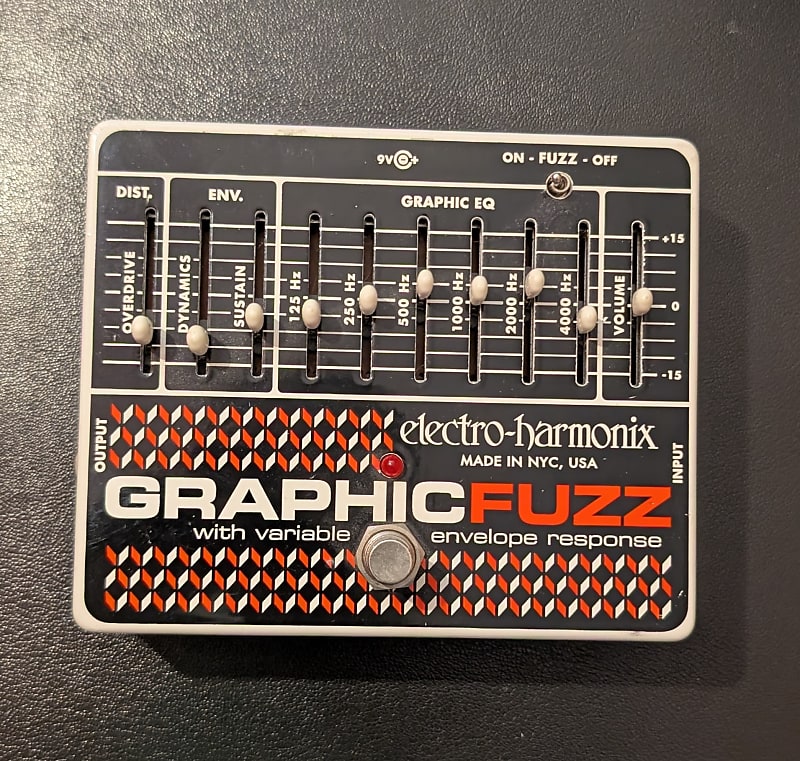 9V
ON - FUZZ - OFF
DIST.
ENV.
GRAPHIC EQ
OVERDRIVE
DYNAMICS
SUSTAIN
125 Hz
250 Hz
500 Hz
1000 Hz
2000 Hz
4000 Hz
VOLUME
+15
0
-15
OUTPUT
electro-harmonix
MADE IN NYC, USA
INPUT
GRAPHICFUZZ
with variable envelope response